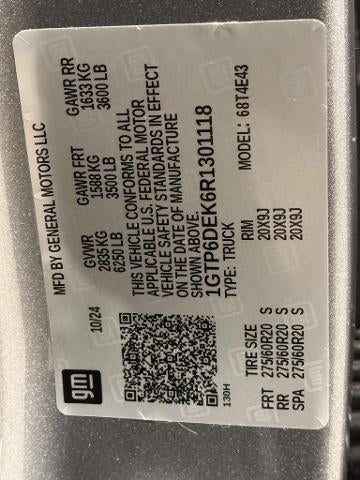 gm
MFD BY GENERAL MOTORS LLC
10/24 GVWR GAWR FRT GAWR RR
2835 KG 1588 KG 1633 KG
6250 LB 3500 LB 3600 LB
THIS VEHICLE CONFORMS TO ALL
APPLICABLE U.S. FEDERAL MOTOR
VEHICLE SAFETY STANDARDS IN EFFECT
ON THE DATE OF MANUFACTURE
SHOWN ABOVE.
1GTP6DEK6R1301118
130H TYPE: TRUCK MODEL: 68T4E43
TIRE SIZE RIM
FRT 275/60R20 S 20X9J
RR 275/60R20 S 20X9J
SPA 275/60R20 S 20X9J